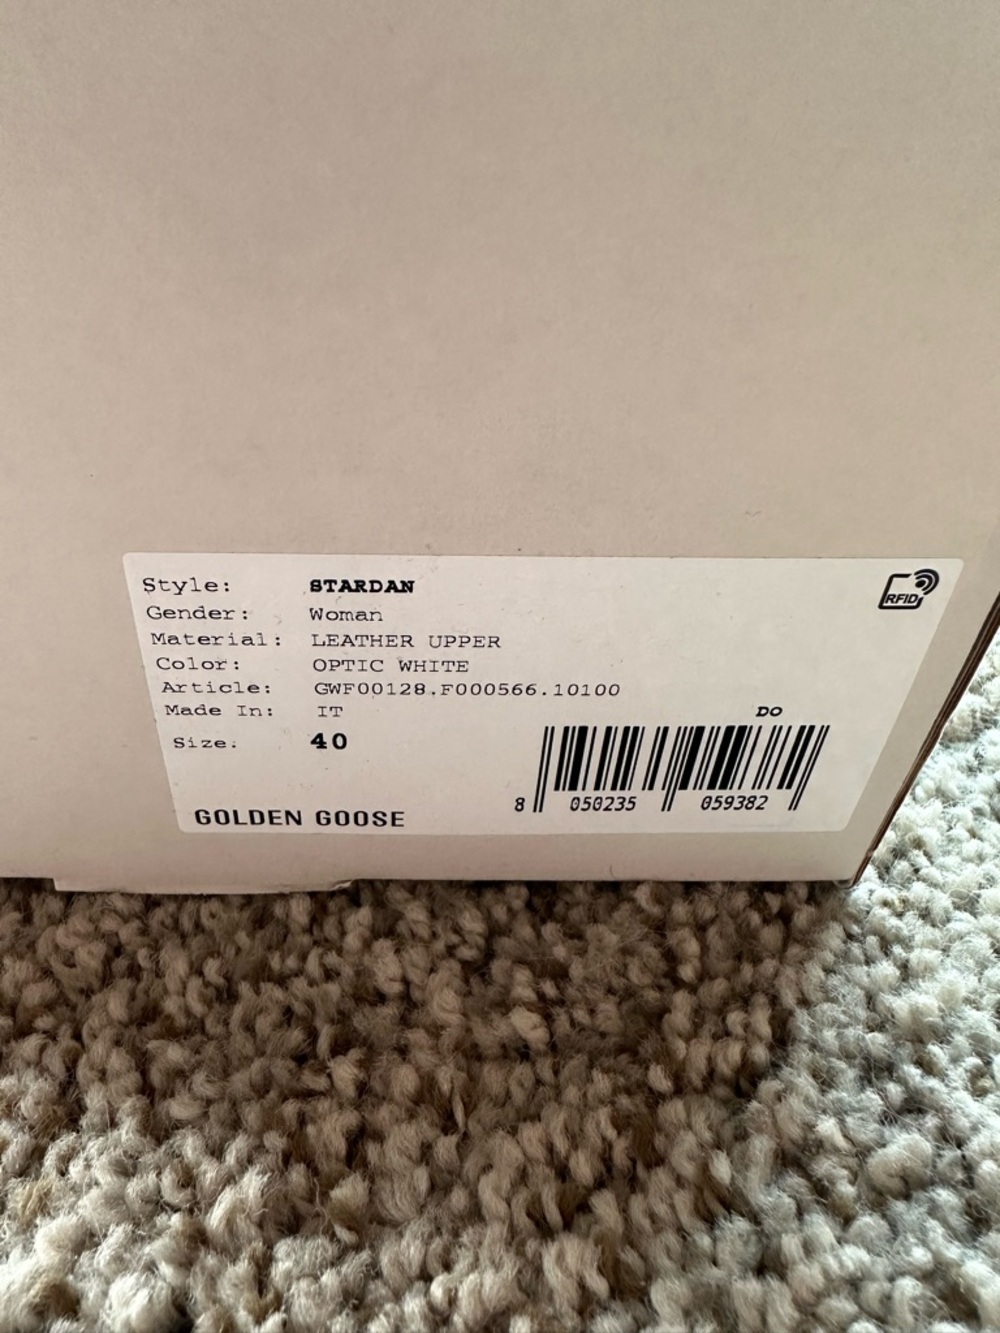 Style: STARDAN
Gender: Woman
Material: LEATHER UPPER
Color: OPTIC WHITE
Article: GWF00128.F000566.10100
Made In: IT
Size: 40
GOLDEN GOOSE
RFID
DO
8 050235 059382